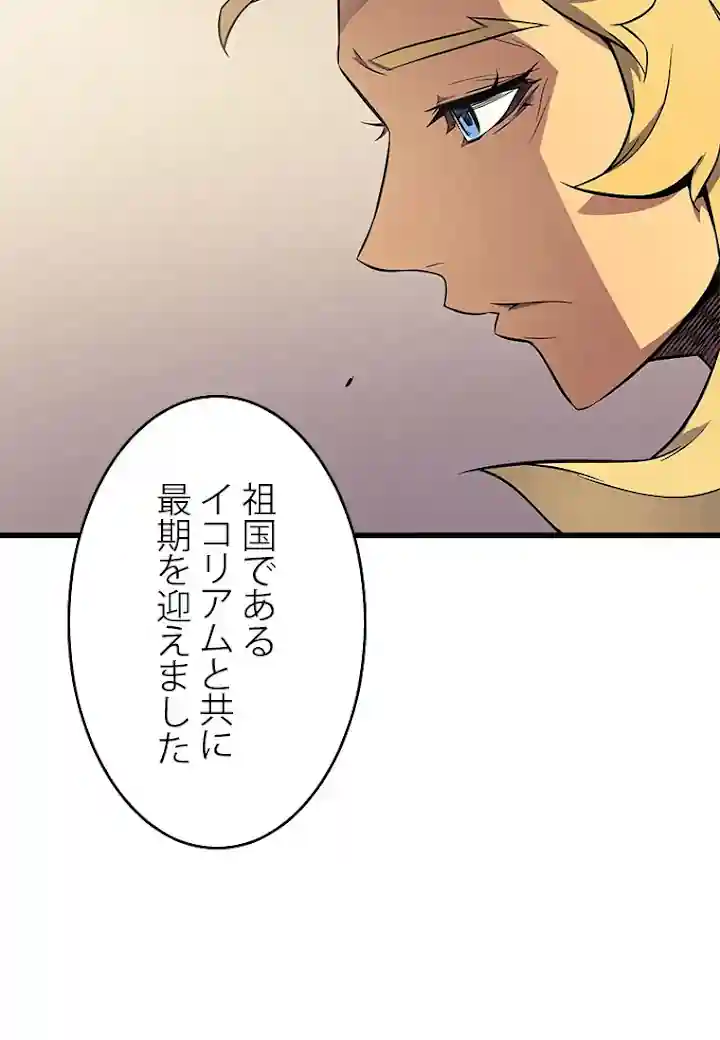 祖国である
イコリアムと共に
最期を迎えました